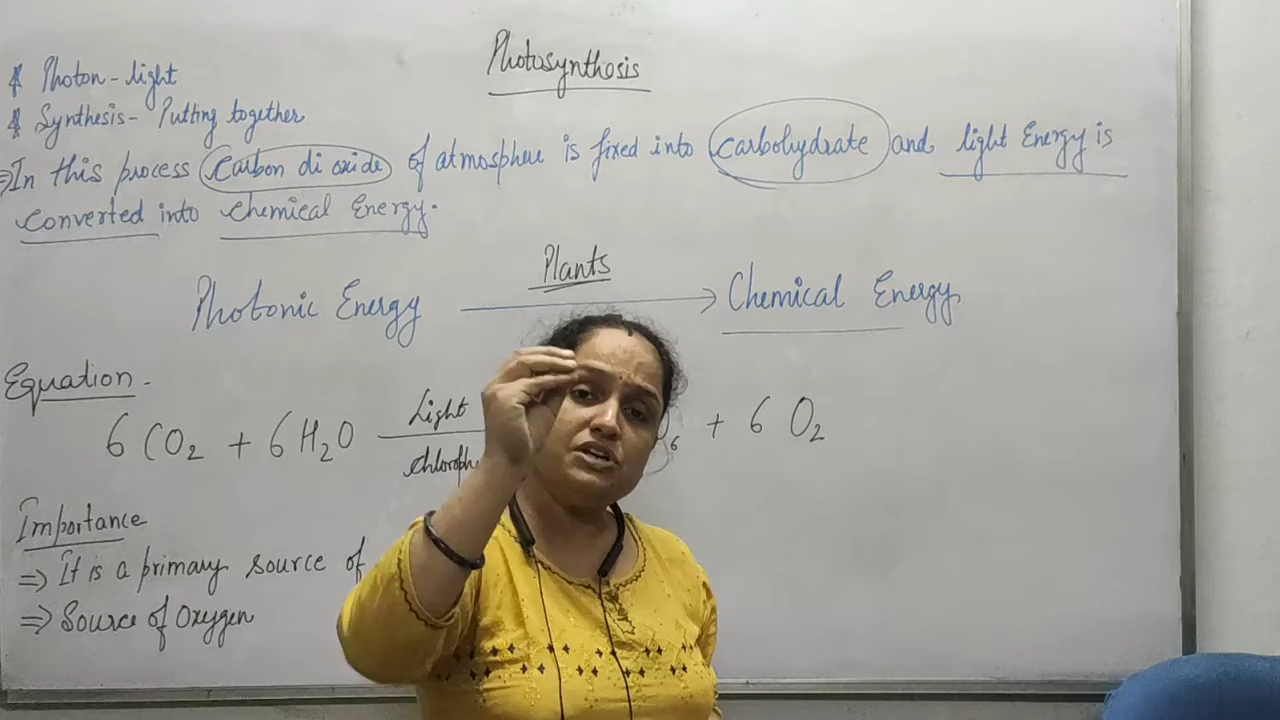 Photosynthesis
* Photon - light
* Synthesis - Putting together
⇒ In this process Carbon di oxide of atmosphere is fixed into carbohydrate and light Energy is
converted into chemical Energy.
Plants
Photonic Energy → Chemical Energy
Equation -
Light
6 CO₂ + 6 H₂O ₆ + 6 O₂
Chloroph
Importance
⇒ It is a primary source of
⇒ Source of Oxygen